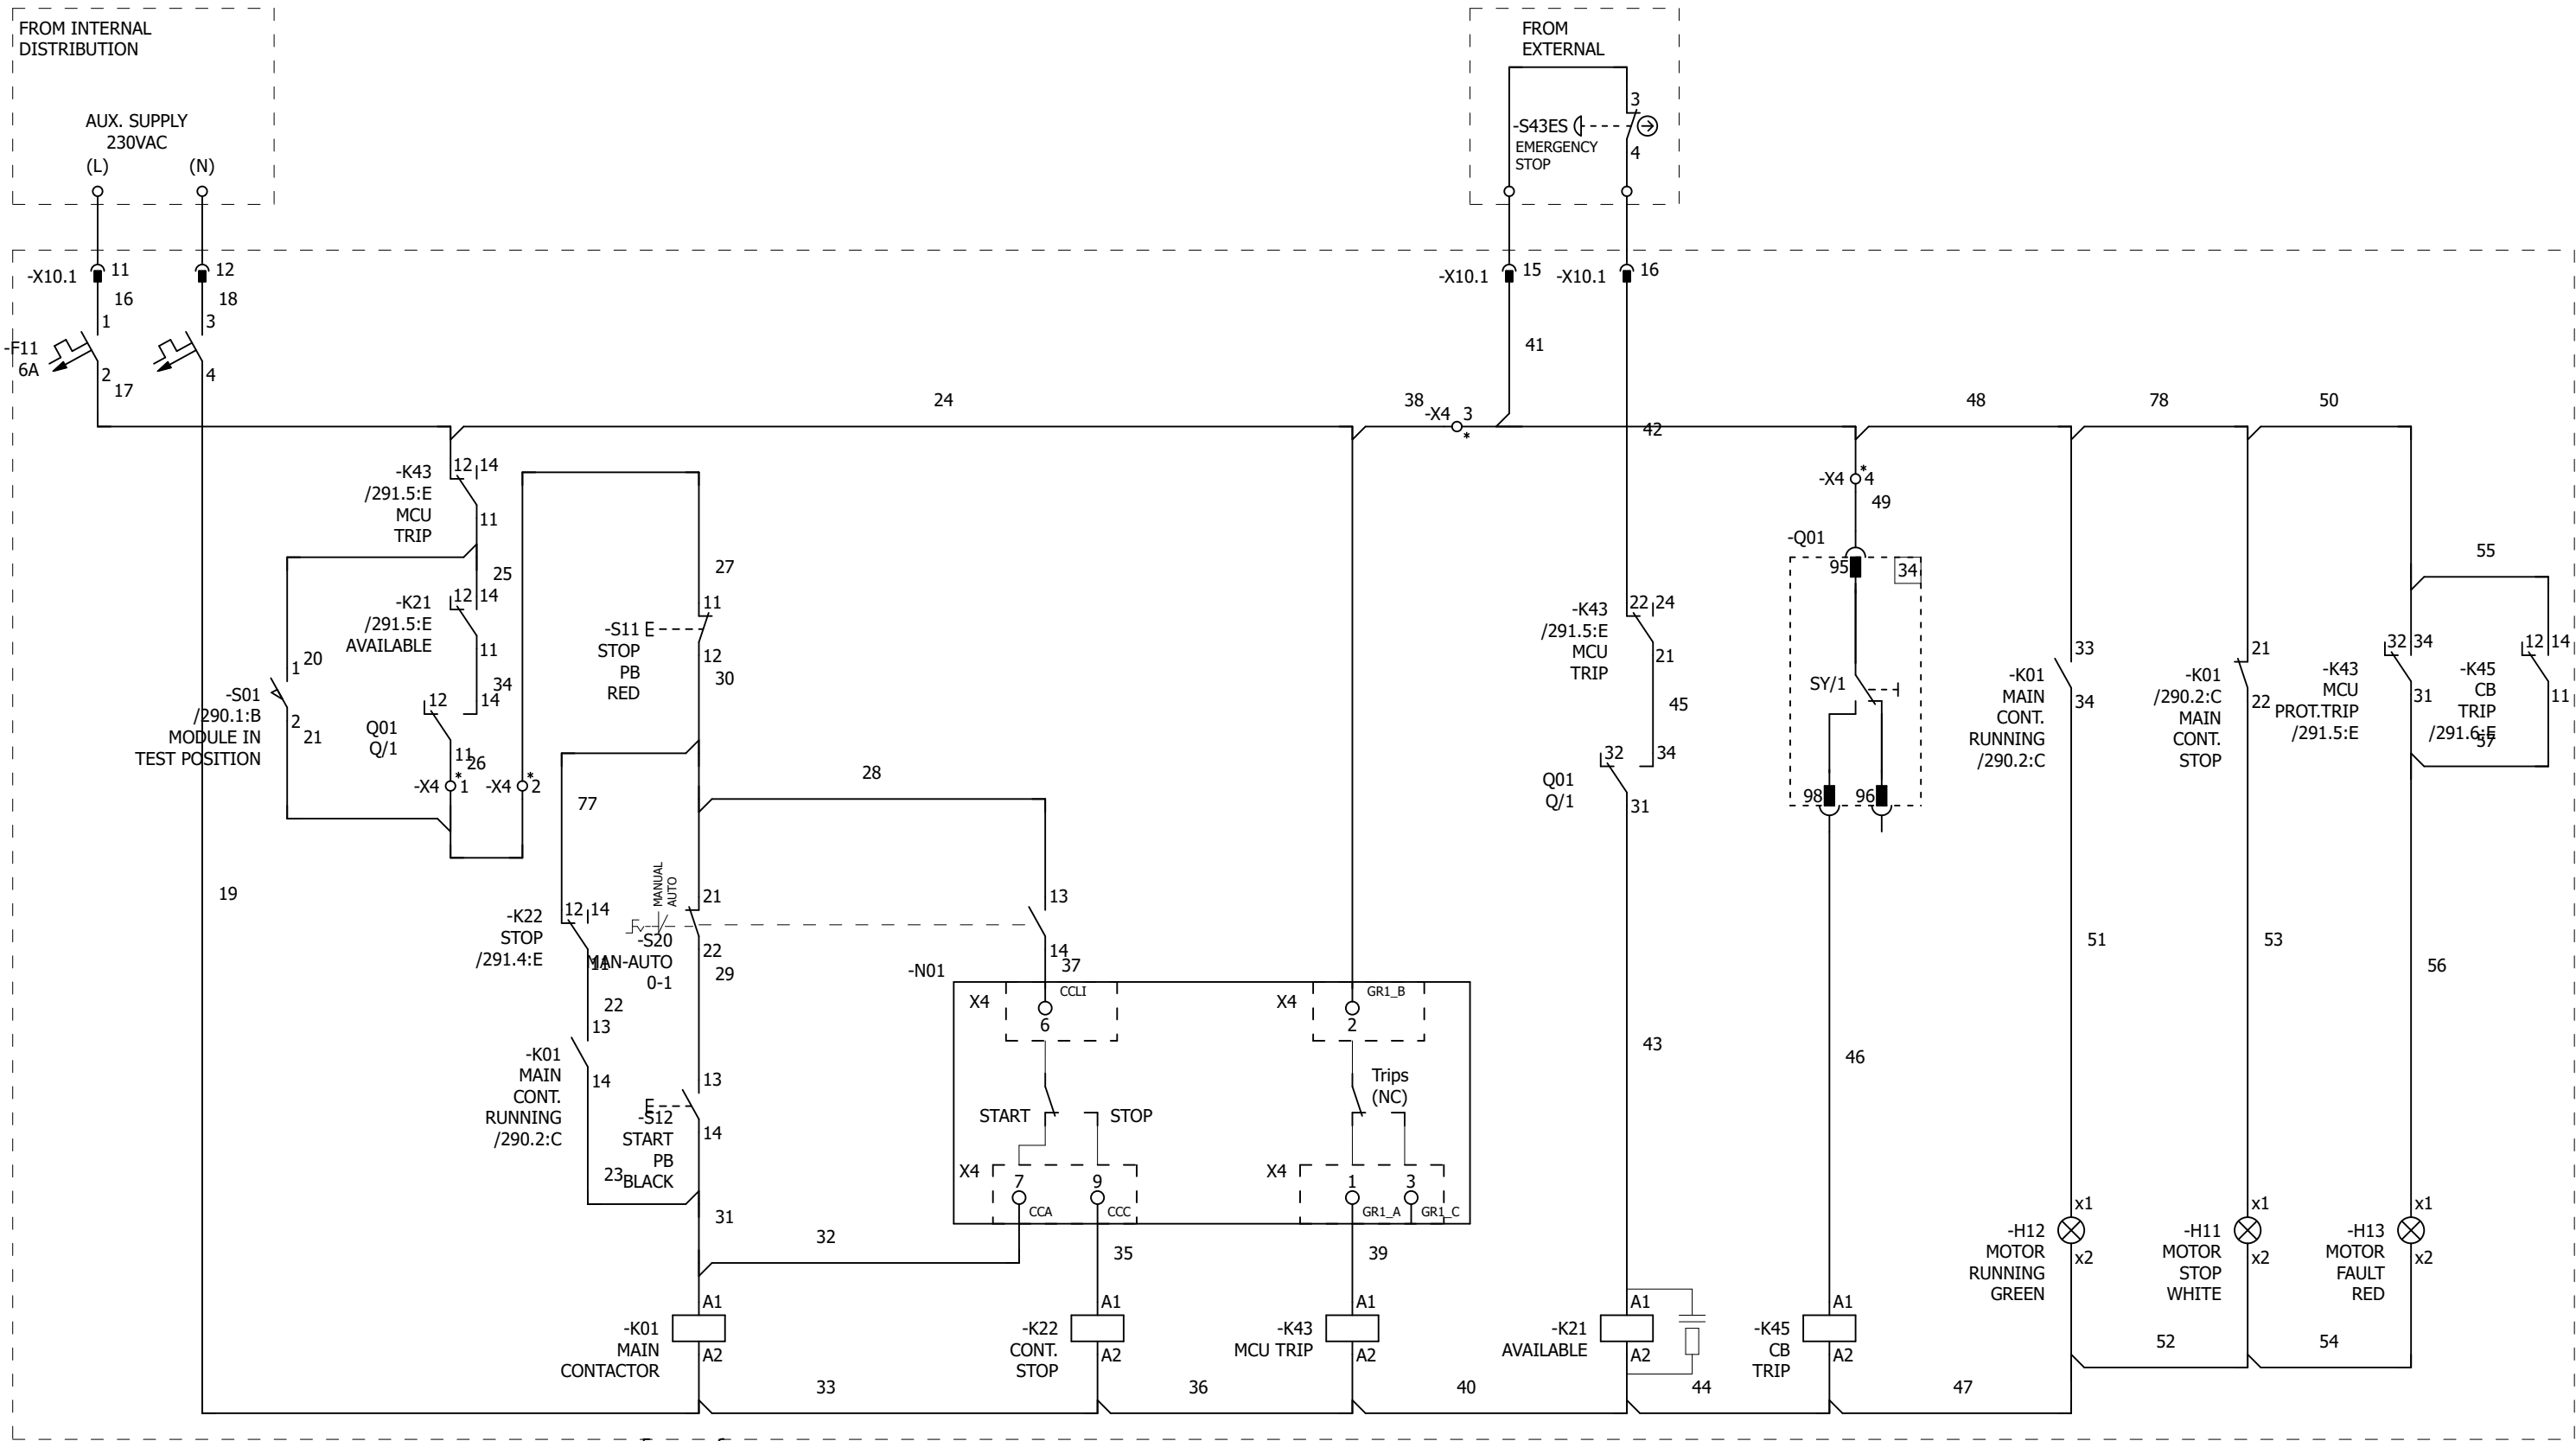 FROM INTERNAL
DISTRIBUTION
AUX. SUPPLY
230VAC
(L)
(N)
FROM
EXTERNAL
3
-S43ES
EMERGENCY
STOP
4
-X10.1
11
12
16
18
-X10.1
15
-X10.1
16
1
3
-F11
6A
2
4
17
41
24
38
-X4
3
*
42
48
78
50
-K43
/291.5:E
MCU
TRIP
12
14
11
25
-K21
/291.5:E
AVAILABLE
12
14
11
34
Q01
Q/1
12
14
11
26
-X4
*
1
-X4
*
2
-S01
/290.1:B
MODULE IN
TEST POSITION
1
20
2
21
19
27
-S11
STOP
PB
RED
E
11
12
30
77
28
-K22
STOP
/291.4:E
12
14
11
22
MANUAL
AUTO
-S20
MAN-AUTO
0-1
21
22
29
13
14
37
-K01
MAIN
CONT.
RUNNING
/290.2:C
13
14
23
E
-S12
START
PB
BLACK
13
14
31
32
-N01
X4
CCLI
6
START
STOP
X4
7
9
CCA
CCC
X4
GR1_B
2
Trips
(NC)
X4
1
3
GR1_A
GR1_C
35
39
-K43
/291.5:E
MCU
TRIP
22
24
21
45
Q01
Q/1
32
34
31
43
-X4
*
4
49
-Q01
95
34
SY/1
98
96
46
-K01
MAIN
CONT.
RUNNING
/290.2:C
33
34
51
-K01
/290.2:C
MAIN
CONT.
STOP
21
22
53
-K43
MCU
PROT.TRIP
/291.5:E
32
34
31
55
-K45
CB
TRIP
/291.6:E
12
14
11
57
56
-K01
MAIN
CONTACTOR
A1
A2
-K22
CONT.
STOP
A1
A2
-K43
MCU TRIP
A1
A2
-K21
AVAILABLE
A1
A2
-K45
CB
TRIP
A1
A2
-H12
MOTOR
RUNNING
GREEN
x1
x2
-H11
MOTOR
STOP
WHITE
x1
x2
-H13
MOTOR
FAULT
RED
x1
x2
52
54
33
36
40
44
47